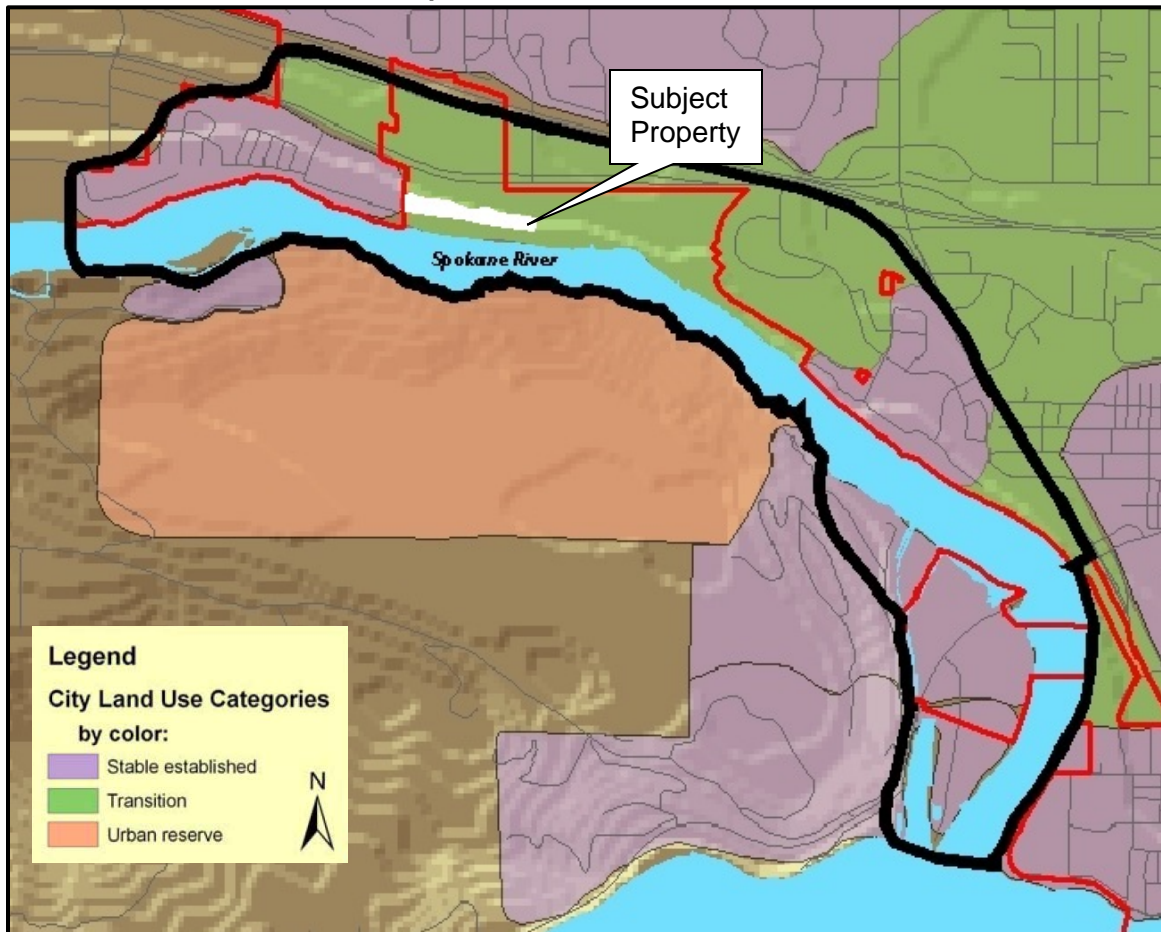 Subject
Property
Spokane River
Legend
City Land Use Categories
by color:
Stable established
Transition
Urban reserve
N